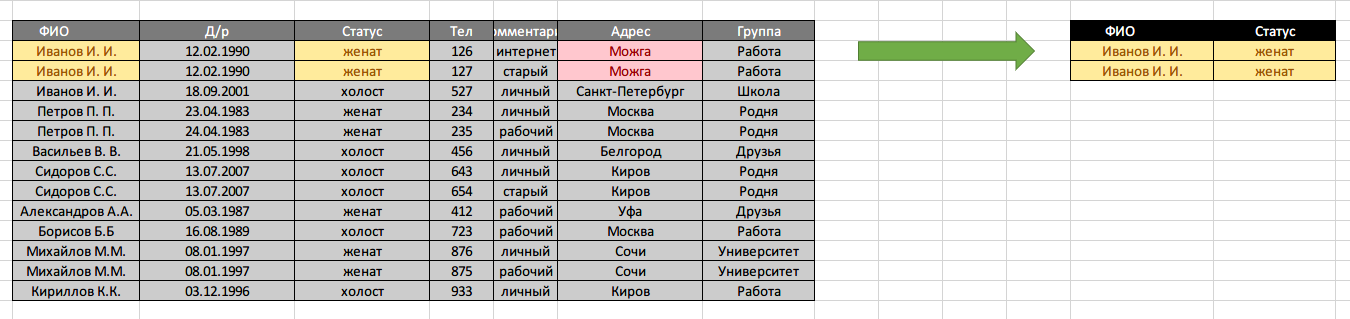 ФИО Д/р Статус Тел омментари Адрес Группа ФИО Статус
Иванов И. И. 12.02.1990 женат 126 интернет Можга Работа Иванов И. И. женат
Иванов И. И. 12.02.1990 женат 127 старый Можга Работа Иванов И. И. женат
Иванов И. И. 18.09.2001 холост 527 личный Санкт-Петербург Школа
Петров П. П. 23.04.1983 женат 234 личный Москва Родня
Петров П. П. 24.04.1983 женат 235 рабочий Москва Родня
Васильев В. В. 21.05.1998 холост 456 личный Белгород Друзья
Сидоров С.С. 13.07.2007 холост 643 личный Киров Родня
Сидоров С.С. 13.07.2007 холост 654 старый Киров Родня
Александров А.А. 05.03.1987 женат 412 рабочий Уфа Друзья
Борисов Б.Б 16.08.1989 холост 723 рабочий Москва Работа
Михайлов М.М. 08.01.1997 женат 876 личный Сочи Университет
Михайлов М.М. 08.01.1997 женат 875 рабочий Сочи Университет
Кириллов К.К. 03.12.1996 холост 933 личный Киров Работа